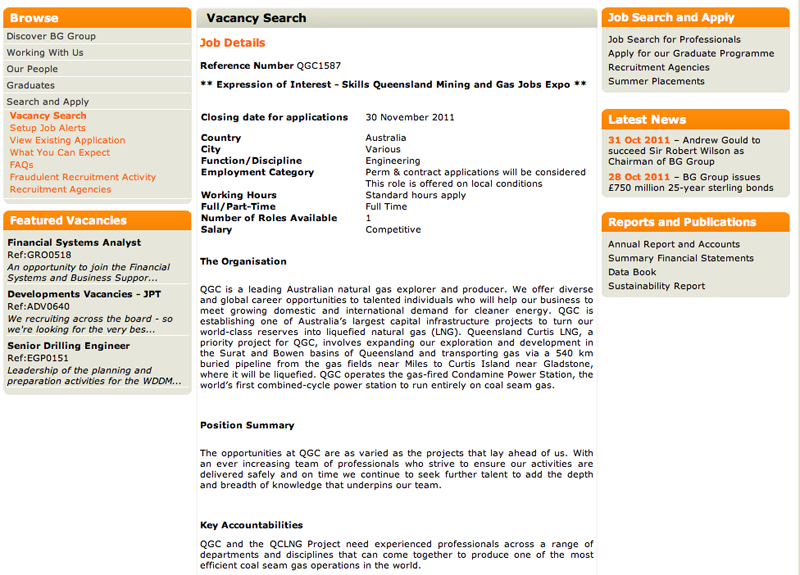 Browse
Discover BG Group
Working With Us
Our People
Graduates
Search and Apply
Vacancy Search
Setup Job Alerts
View Existing Application
What You Can Expect
FAQs
Fraudulent Recruitment Activity
Recruitment Agencies
Featured Vacancies
Financial Systems Analyst
Ref:GRO0518
An opportunity to join the Financial
Systems and Business Suppor...
Developments Vacancies - JPT
Ref:ADV0640
We recruiting across the board - so
we're looking for the very bes...
Senior Drilling Engineer
Ref:EGP0151
Leadership of the planning and
preparation activities for the WDDM...
Vacancy Search
Job Details
Reference Number QGC1587
** Expression of Interest - Skills Queensland Mining and Gas Jobs Expo **
Closing date for applications 30 November 2011
Country Australia
City Various
Function/Discipline Engineering
Employment Category Perm & contract applications will be considered
This role is offered on local conditions
Working Hours Standard hours apply
Full/Part-Time Full Time
Number of Roles Available 1
Salary Competitive
The Organisation
QGC is a leading Australian natural gas explorer and producer. We offer diverse
and global career opportunities to talented individuals who will help our business to
meet growing domestic and international demand for cleaner energy. QGC is
establishing one of Australia's largest capital infrastructure projects to turn our
world-class reserves into liquefied natural gas (LNG). Queensland Curtis LNG, a
priority project for QGC, involves expanding our exploration and development in
the Surat and Bowen basins of Queensland and transporting gas via a 540 km
buried pipeline from the gas fields near Miles to Curtis Island near Gladstone,
where it will be liquefied. QGC operates the gas-fired Condamine Power Station, the
world's first combined-cycle power station to run entirely on coal seam gas.
Position Summary
The opportunities at QGC are as varied as the projects that lay ahead of us. With
an ever increasing team of professionals who strive to ensure our activities are
delivered safely and on time we continue to seek further talent to add the depth
and breadth of knowledge that underpins our team.
Key Accountabilities
QGC and the QCLNG Project need experienced professionals across a range of
departments and disciplines that can come together to produce one of the most
efficient coal seam gas operations in the world.
Job Search and Apply
Job Search for Professionals
Apply for our Graduate Programme
Recruitment Agencies
Summer Placements
Latest News
31 Oct 2011 – Andrew Gould to
succeed Sir Robert Wilson as
Chairman of BG Group
28 Oct 2011 – BG Group issues
£750 million 25-year sterling bonds
Reports and Publications
Annual Report and Accounts
Summary Financial Statements
Data Book
Sustainability Report